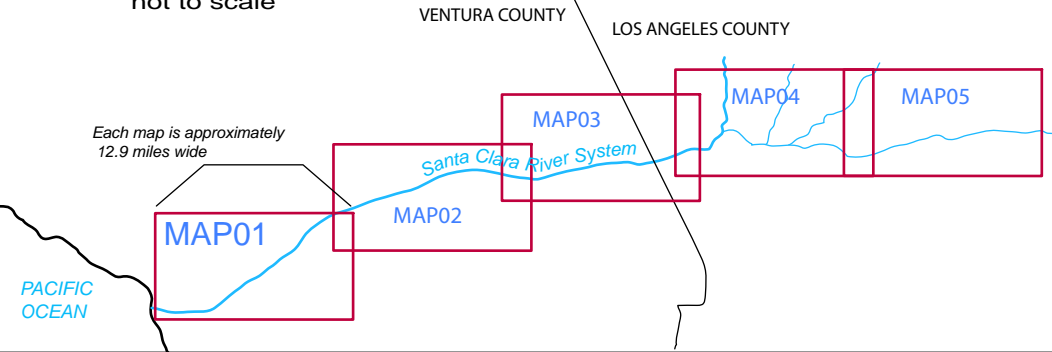 not to scale
VENTURA COUNTY
LOS ANGELES COUNTY
MAP04
MAP05
MAP03
Each map is approximately
12.9 miles wide
Santa Clara River System
MAP02
MAP01
PACIFIC
OCEAN